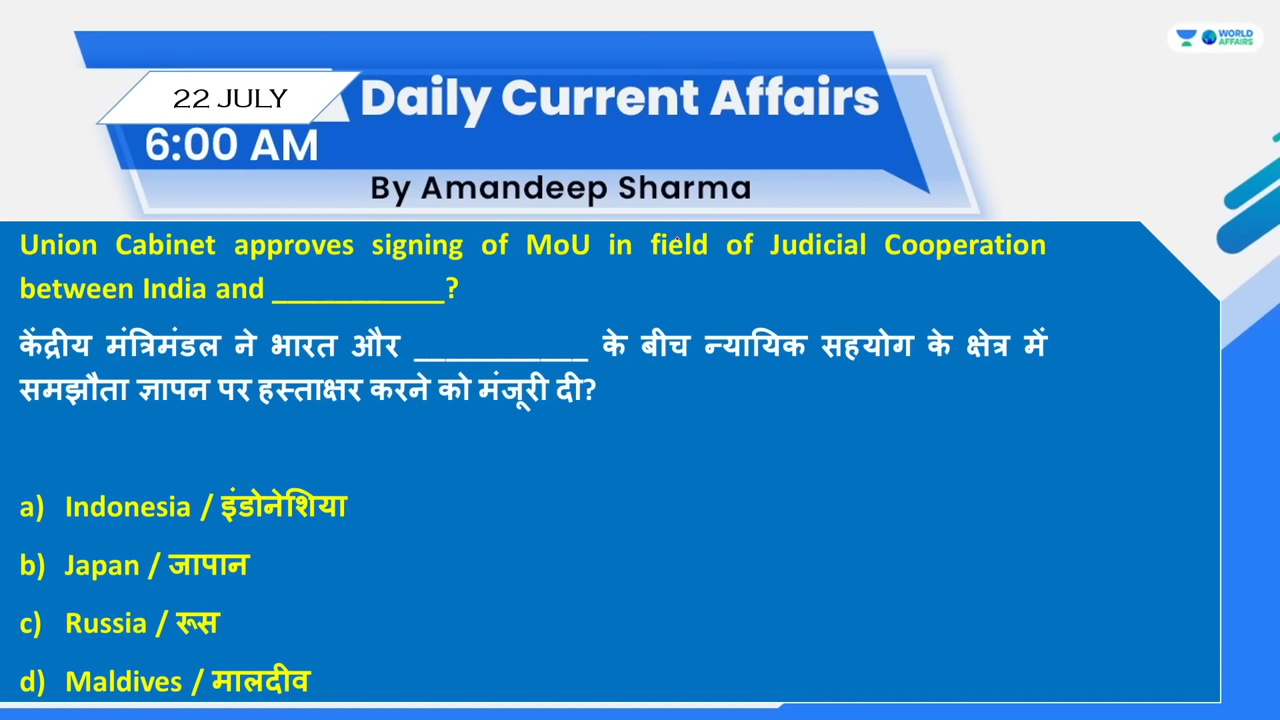 WORLD
AFFAIRS
22 JULY
Daily Current Affairs
6:00 AM
By Amandeep Sharma
Union Cabinet approves signing of MoU in field of Judicial Cooperation
between India and ____________?
केंद्रीय मंत्रिमंडल ने भारत और ____________ के बीच न्यायिक सहयोग के क्षेत्र में
समझौता ज्ञापन पर हस्ताक्षर करने को मंजूरी दी?
a) Indonesia / इंडोनेशिया
b) Japan / जापान
c) Russia / रूस
d) Maldives / मालदीव